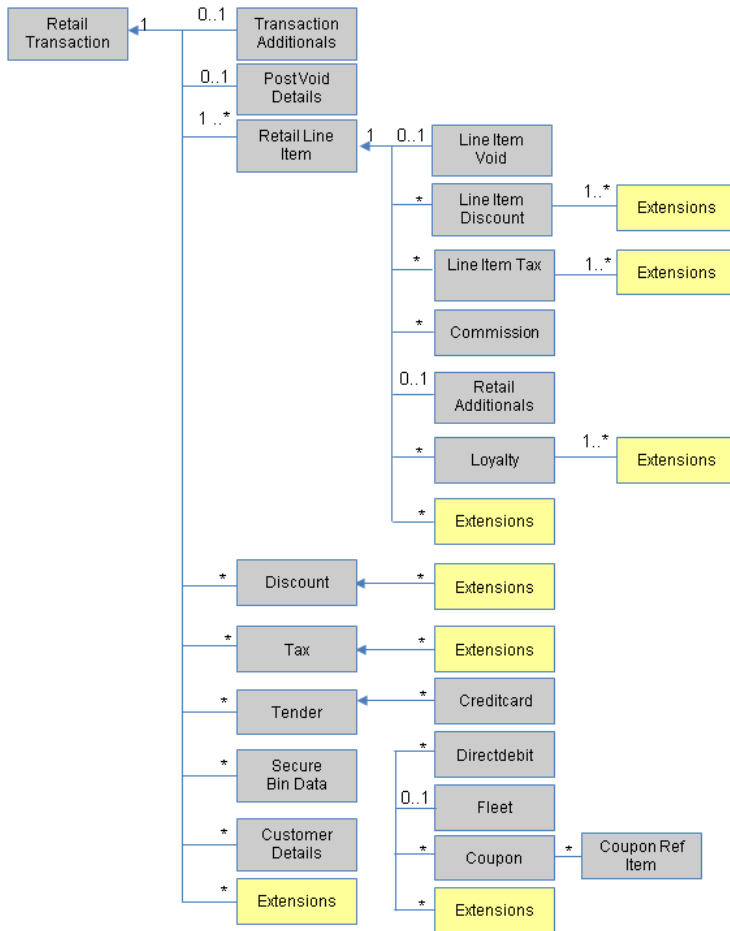 Retail
Transaction
1
0..1
Transaction
Additionals
0..1
PostVoid
Details
1 ..*
Retail Line
Item
1
0..1
Line Item
Void
*
Line Item
Discount
1..*
Extensions
*
Line Item Tax
1..*
Extensions
*
Commission
0..1
Retail
Additionals
*
Loyalty
1..*
Extensions
*
Extensions
*
Discount
*
Extensions
*
Tax
*
Extensions
*
Tender
*
Creditcard
*
Secure
Bin Data
*
Directdebit
0..1
Fleet
*
Customer
Details
*
Coupon
*
Coupon Ref
Item
*
Extensions
*
Extensions